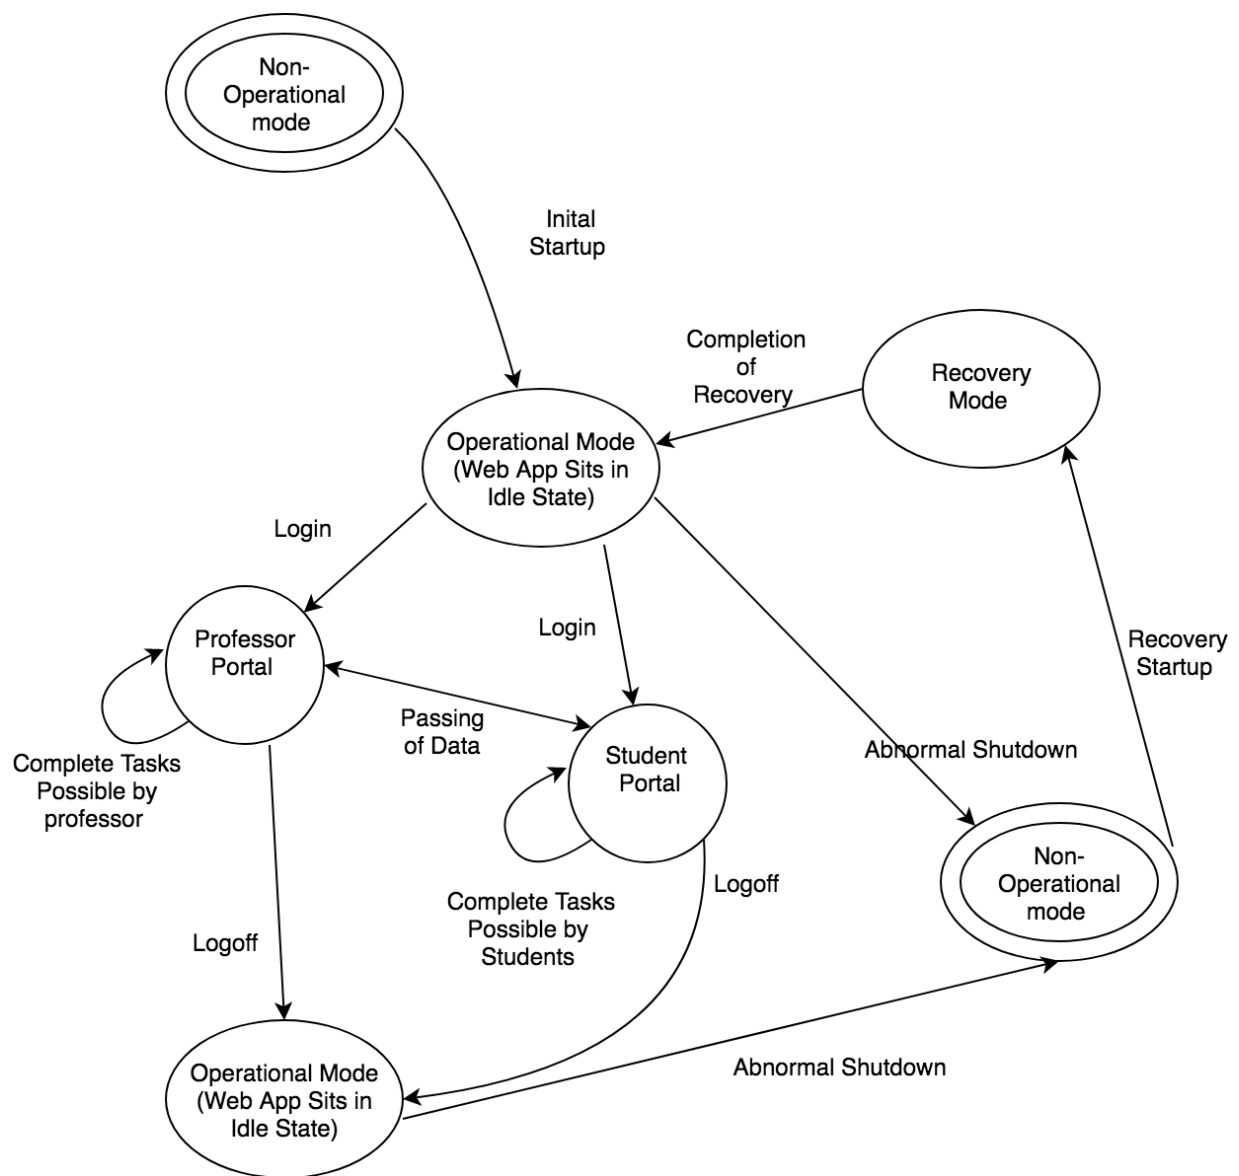 Non-
Operational
mode
Inital
Startup
Completion
of
Recovery
Recovery
Mode
Operational Mode
(Web App Sits in
Idle State)
Login
Login
Professor
Portal
Recovery
Startup
Passing
of Data
Student
Portal
Abnormal Shutdown
Complete Tasks
Possible by
professor
Non-
Operational
mode
Logoff
Complete Tasks
Possible by
Students
Logoff
Operational Mode
(Web App Sits in
Idle State)
Abnormal Shutdown